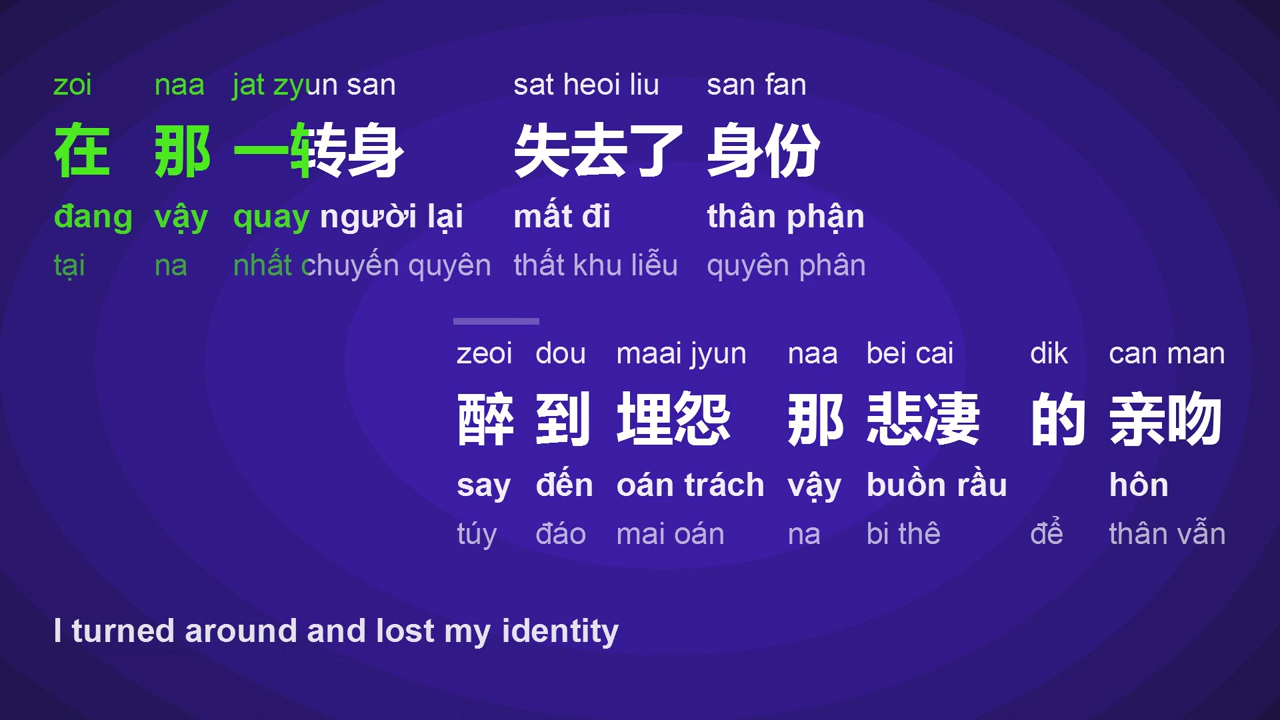 zoi naa jat zyun san sat heoi liu san fan
在 那 一转身 失去了 身份
đang vậy quay người lại mất đi thân phận
tại na nhất chuyến quyên thất khu liễu quyên phân
zeoi dou maai jyun naa bei cai dik can man
醉 到 埋怨 那 悲凄 的 亲吻
say đến oán trách vậy buồn rầu hôn
túy đáo mai oán na bi thê để thân vẫn
I turned around and lost my identity